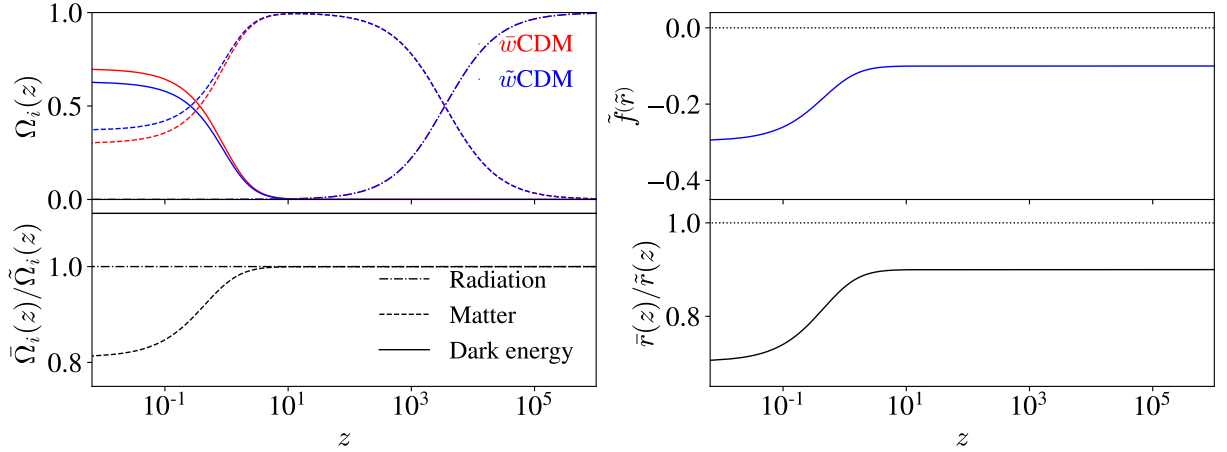 1.0
0.5
0.0
Ω_i(z)
w̄CDM
w̃CDM
1.0
0.8
Ω̄_i(z)/Ω̃_i(z)
Radiation
Matter
Dark energy
10^-1
10^1
10^3
10^5
z
0.0
−0.2
−0.4
f̃(r̃)
1.0
0.8
r̄(z)/r̃(z)
10^-1
10^1
10^3
10^5
z